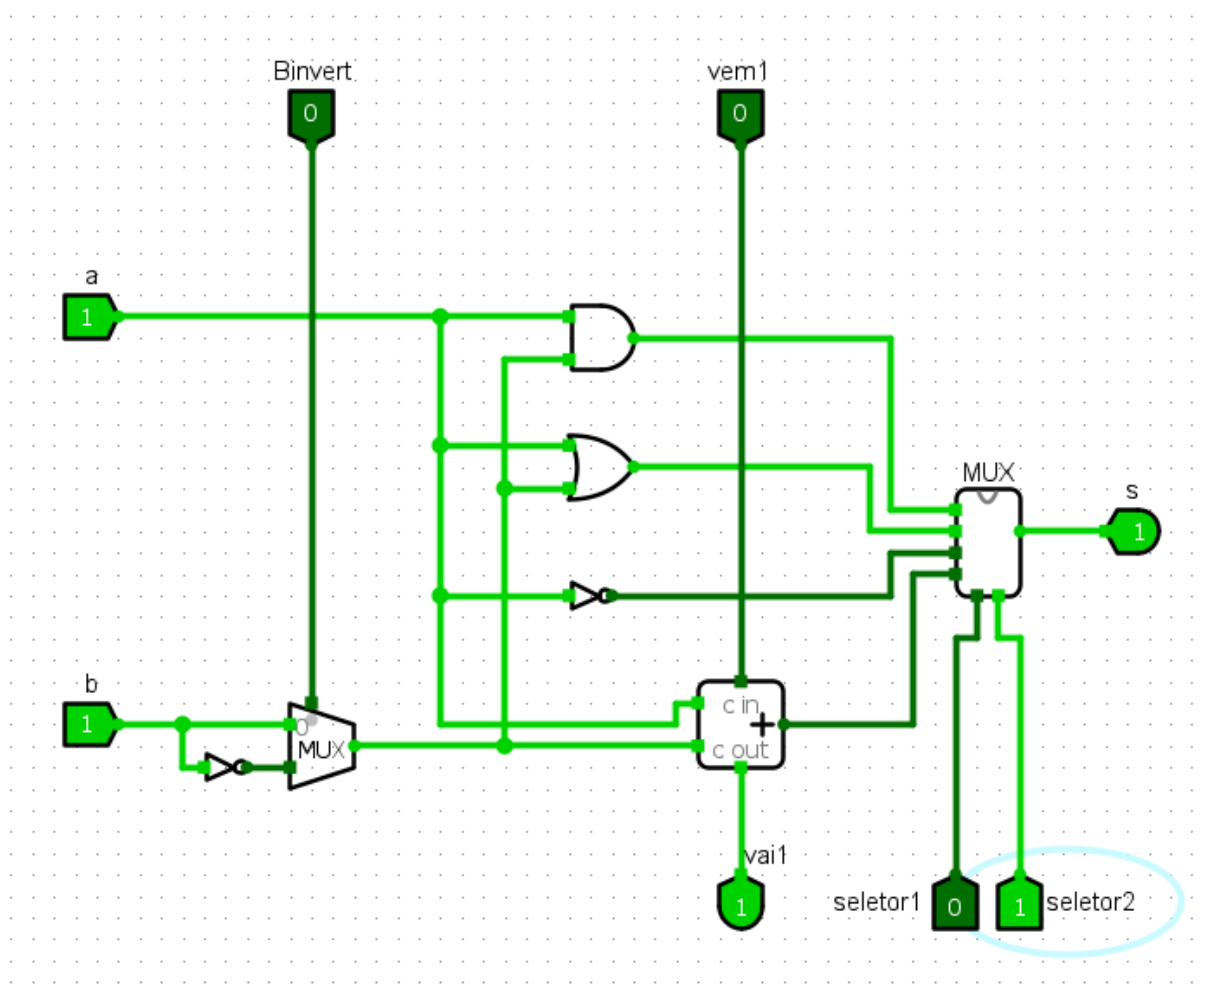 Binvert
vem1
0
0
a
1
MUX
s
1
b
1
0
MUX
c in
+
c out
vai1
1
seletor1
0
1
seletor2